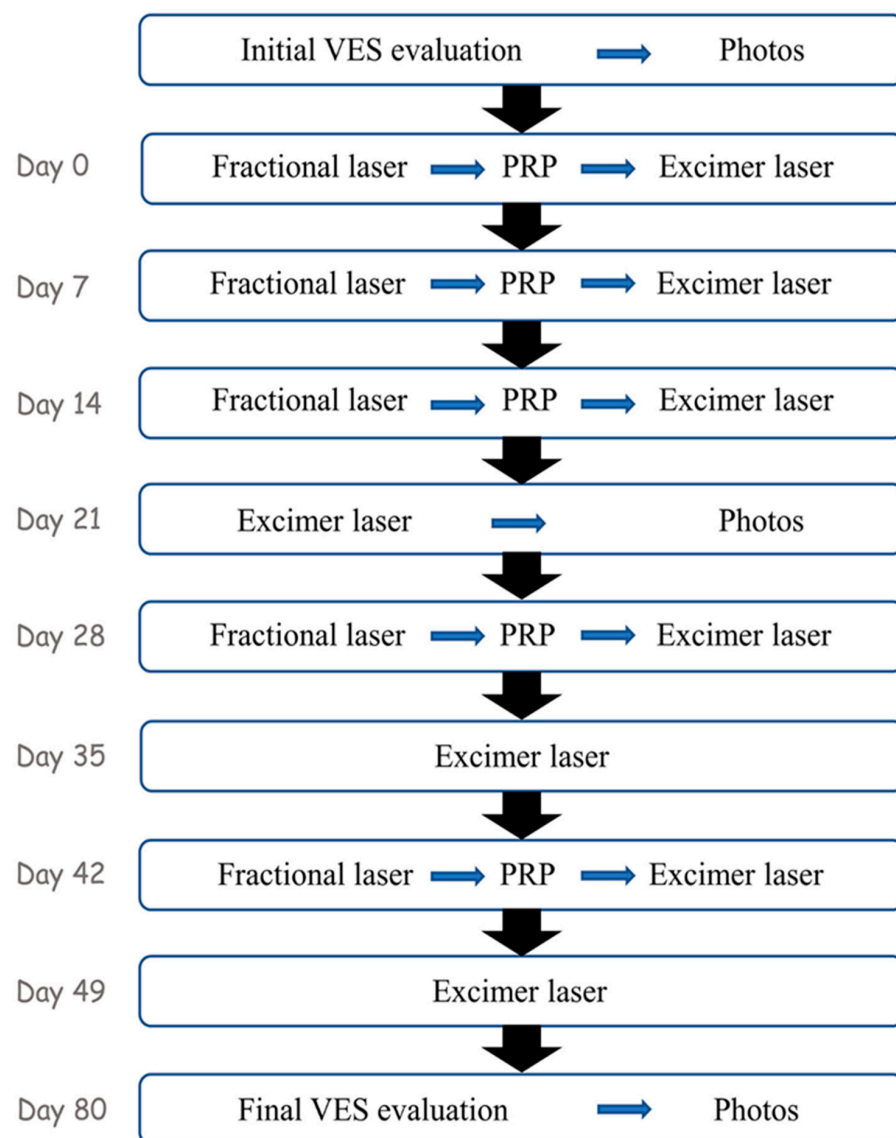 Initial VES evaluation Photos
Day 0 Fractional laser PRP Excimer laser
Day 7 Fractional laser PRP Excimer laser
Day 14 Fractional laser PRP Excimer laser
Day 21 Excimer laser Photos
Day 28 Fractional laser PRP Excimer laser
Day 35 Excimer laser
Day 42 Fractional laser PRP Excimer laser
Day 49 Excimer laser
Day 80 Final VES evaluation Photos